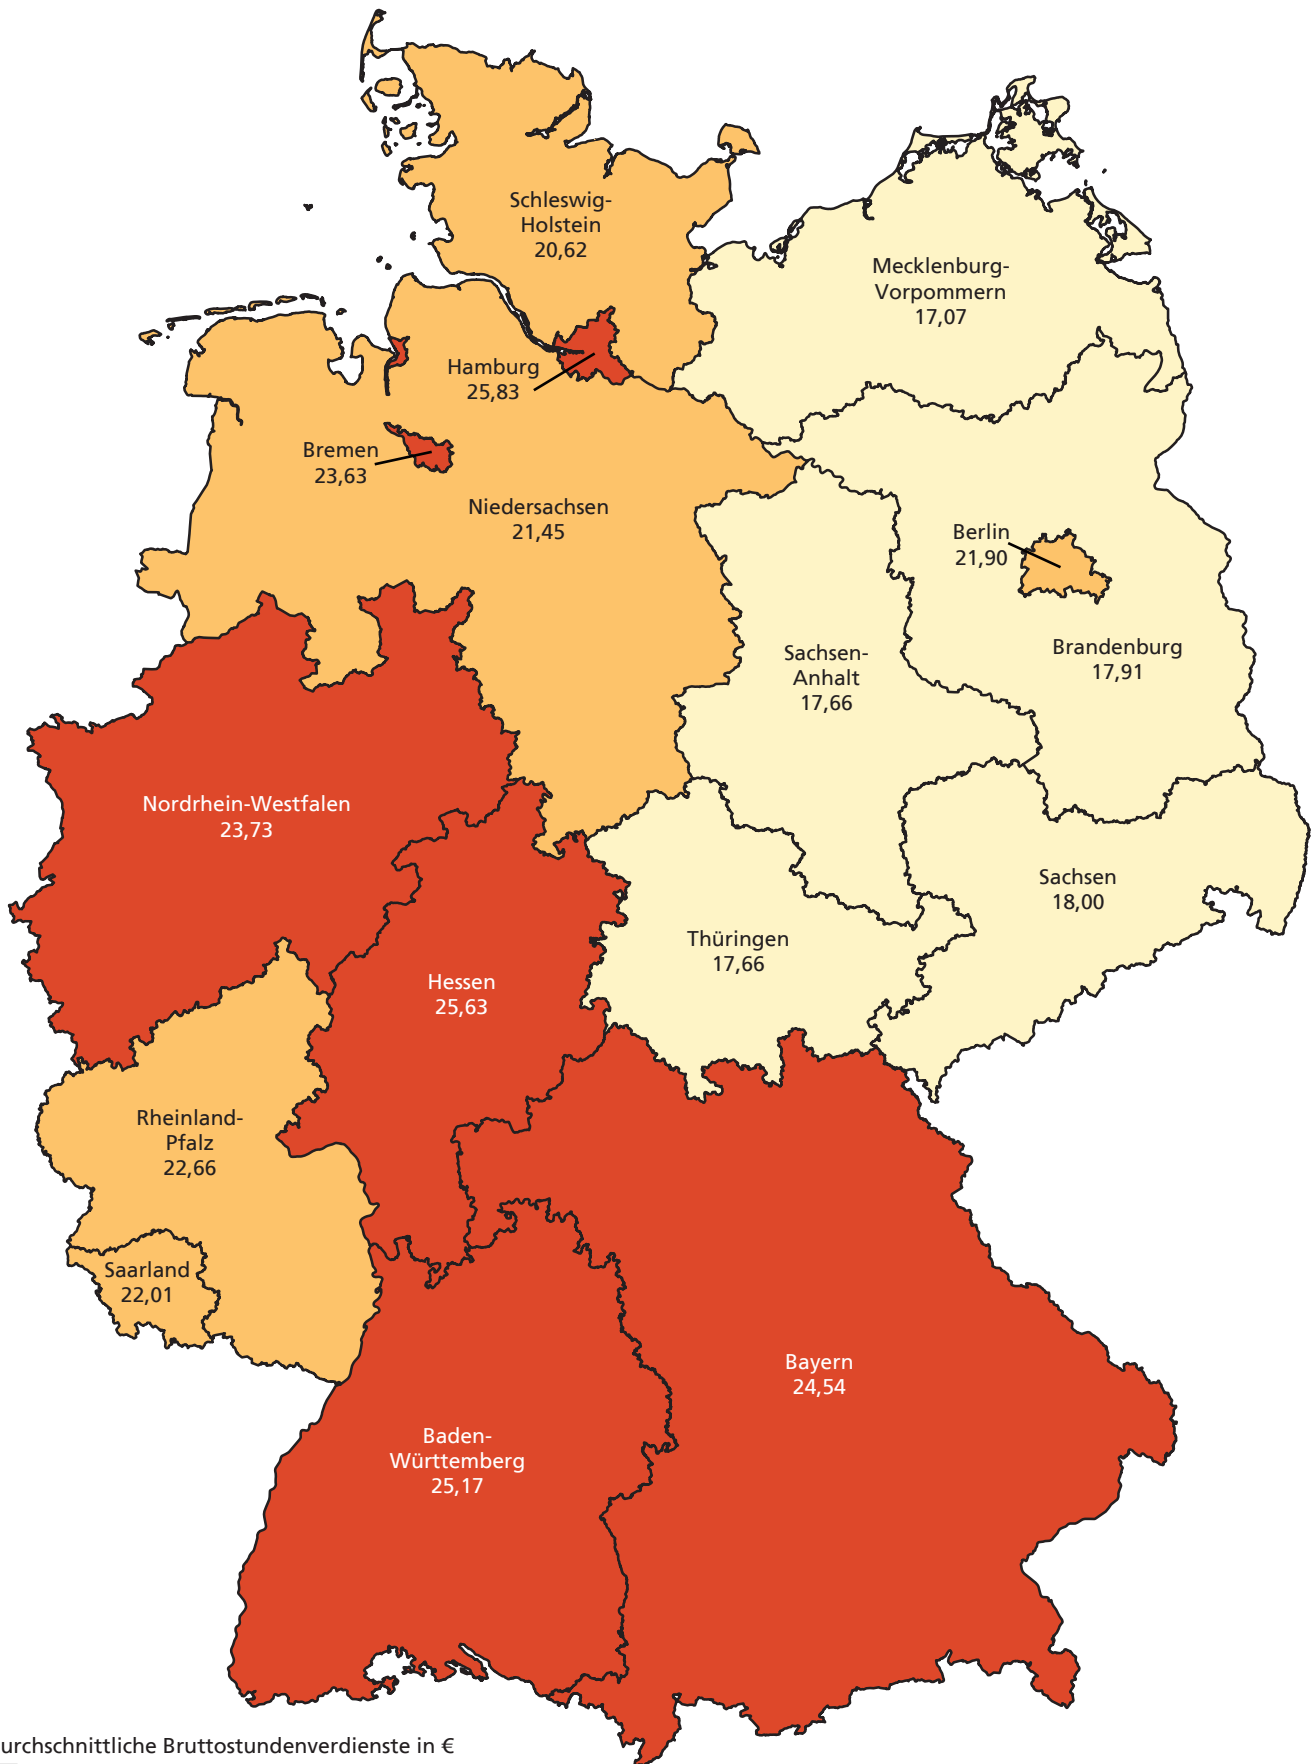 Schleswig-
Holstein
20,62
Mecklenburg-
Vorpommern
17,07
Hamburg
25,83
Bremen
23,63
Niedersachsen
21,45
Berlin
21,90
Brandenburg
17,91
Sachsen-
Anhalt
17,66
Nordrhein-Westfalen
23,73
Sachsen
18,00
Thüringen
17,66
Hessen
25,63
Rheinland-
Pfalz
22,66
Saarland
22,01
Bayern
24,54
Baden-
Württemberg
25,17
urchschnittliche Bruttostundenverdienste in €